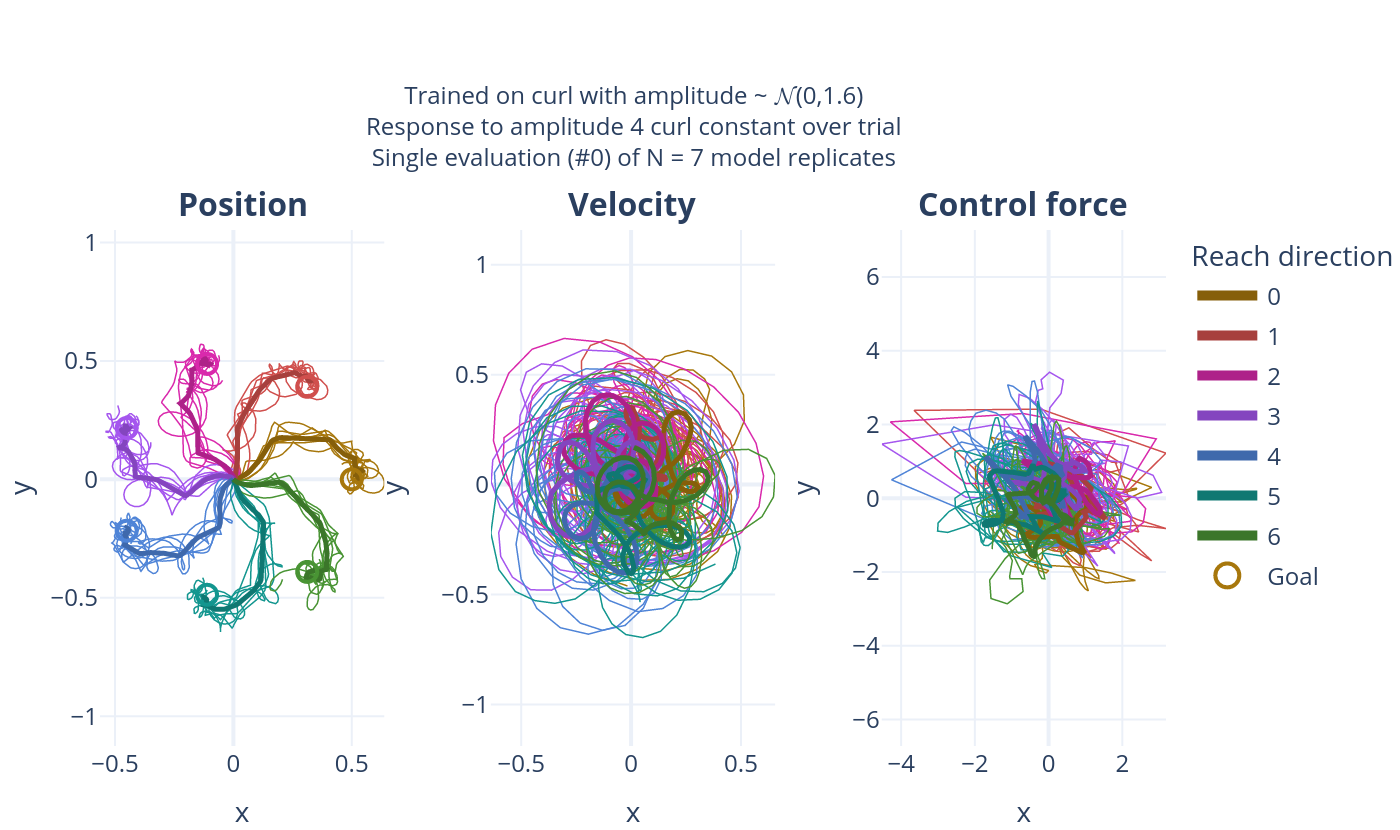 Trained on curl with amplitude ~ 𝒩(0,1.6)
Response to amplitude 4 curl constant over trial
Single evaluation (#0) of N = 7 model replicates
Position
Velocity
Control force
1
0.5
0
−0.5
−1
−0.5
0
0.5
x
y
1
0.5
0
−0.5
−1
−0.5
0
0.5
x
y
6
4
2
0
−2
−4
−6
−4
−2
0
2
x
y
Reach direction
0
1
2
3
4
5
6
Goal